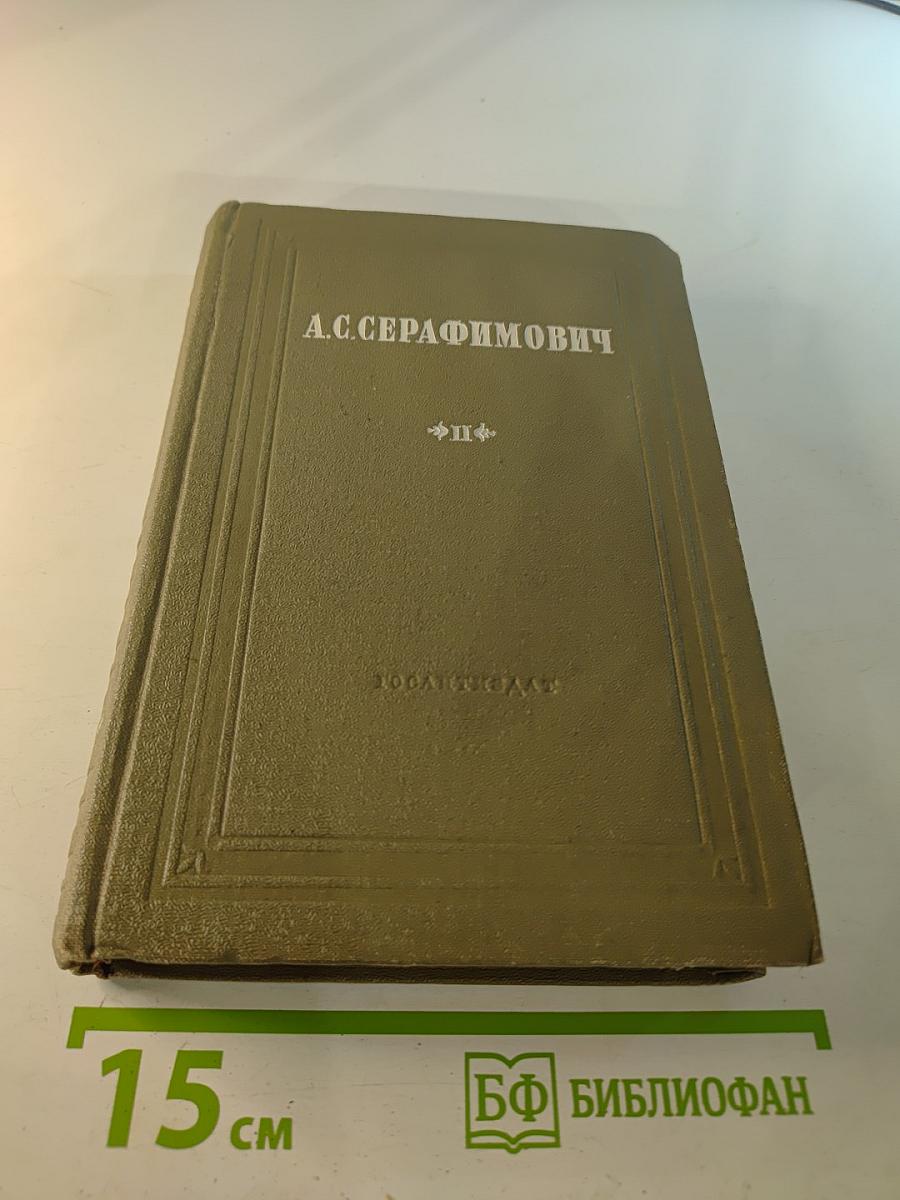 А.С.СЕРАФИМОВИЧ
II
ГОСЛИТИЗДАТ
15 см
БФ БИБЛИОФАН